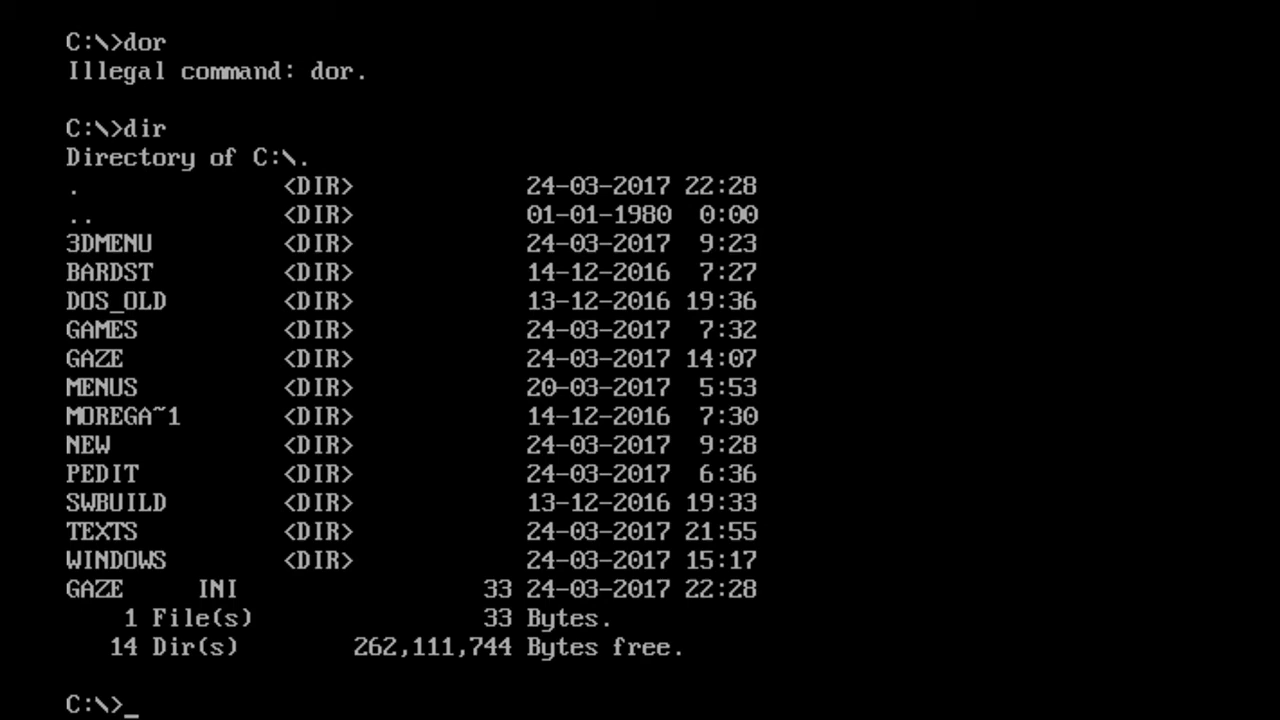 C:\>dor
Illegal command: dor.
C:\>dir
Directory of C:\.
. <DIR> 24-03-2017 22:28
.. <DIR> 01-01-1980 0:00
3DMENU <DIR> 24-03-2017 9:23
BARDST <DIR> 14-12-2016 7:27
DOS_OLD <DIR> 13-12-2016 19:36
GAMES <DIR> 24-03-2017 7:32
GAZE <DIR> 24-03-2017 14:07
MENUS <DIR> 20-03-2017 5:53
MOREGA~1 <DIR> 14-12-2016 7:30
NEW <DIR> 24-03-2017 9:28
PEDIT <DIR> 24-03-2017 6:36
SWBUILD <DIR> 13-12-2016 19:33
TEXTS <DIR> 24-03-2017 21:55
WINDOWS <DIR> 24-03-2017 15:17
GAZE INI 33 24-03-2017 22:28
1 File(s) 33 Bytes.
14 Dir(s) 262,111,744 Bytes free.
C:\>_